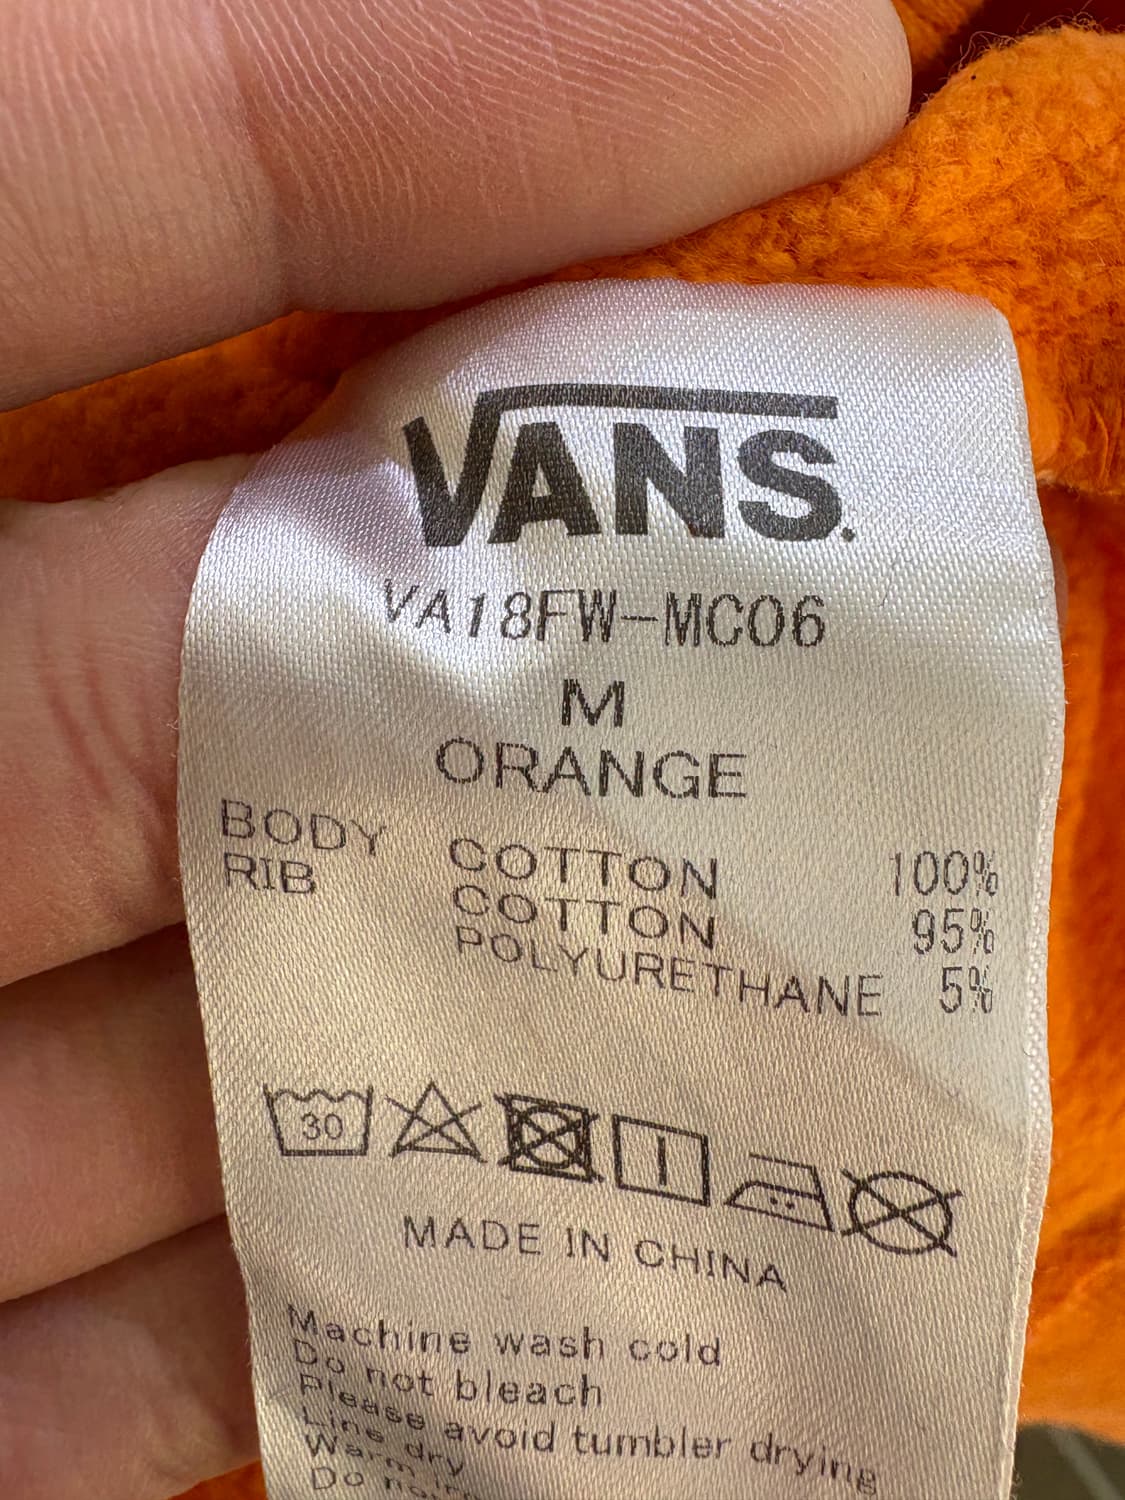 VANS.
VA18FW-MC06
M
ORANGE
BODY COTTON 100%
RIB COTTON 95%
POLYURETHANE 5%
30
MADE IN CHINA
Machine wash cold
Do not bleach
Please avoid tumbler drying
Line dry
Warm
Do